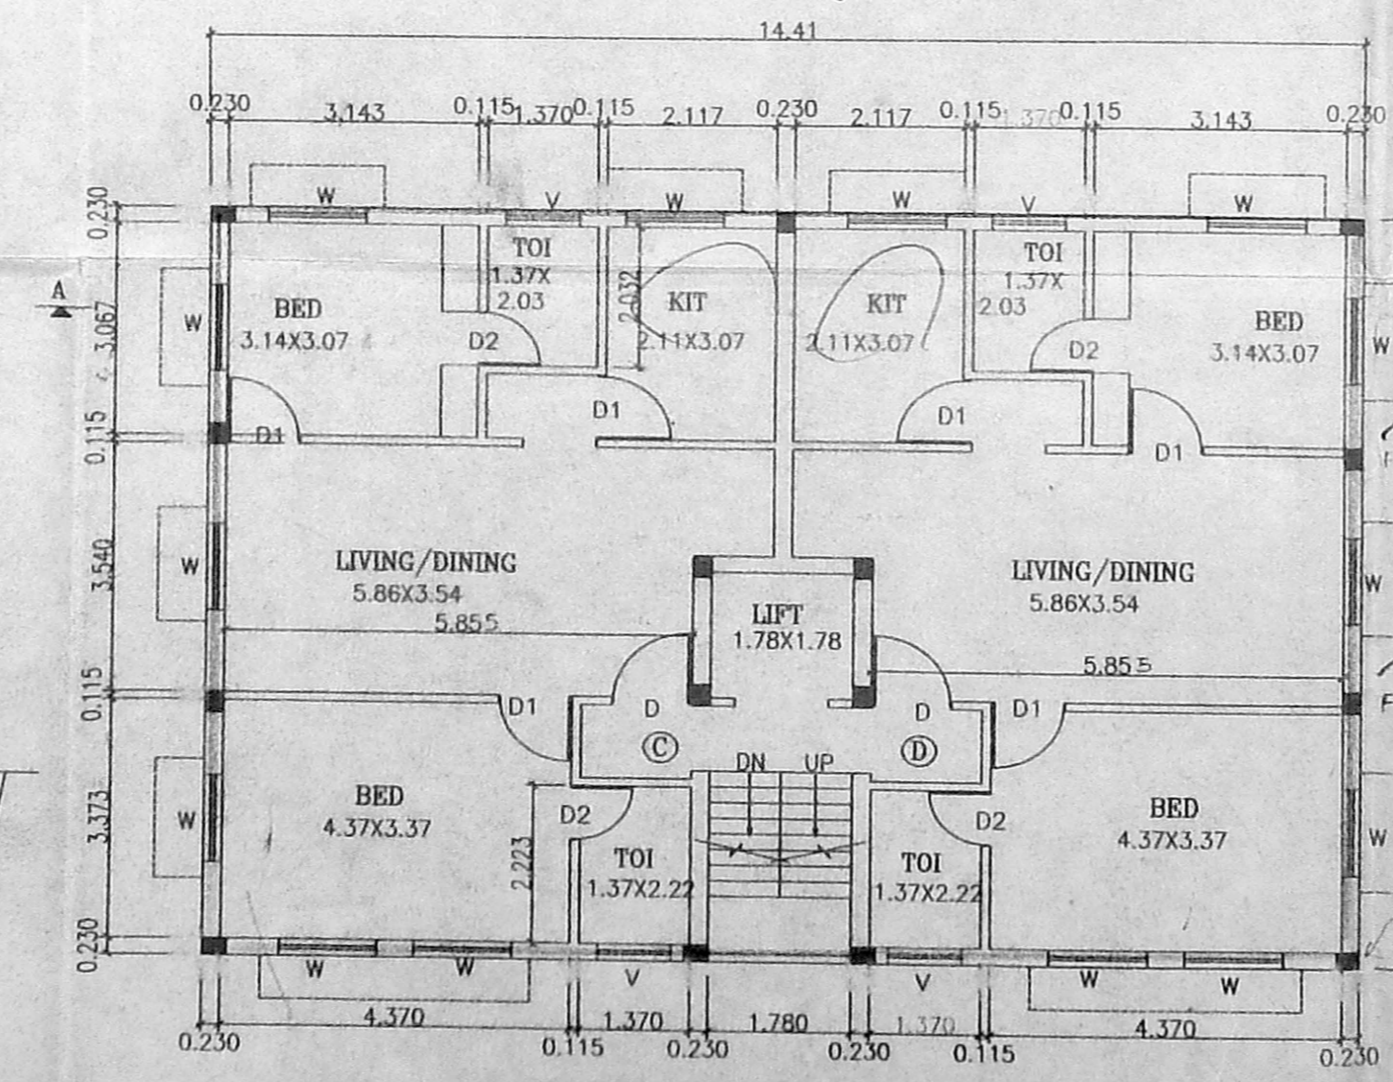 14.41
0.230 3.143 0.115 1.370 0.115 2.117 0.230 2.117 0.115 1.370 0.115 3.143 0.230
W V W W V W
0.230
TOI
1.37X
2.03
TOI
1.37X
2.03
A
BED
3.14X3.07
KIT
2.11X3.07
2.032
KIT
2.11X3.07
BED
3.14X3.07
W
3.067
D2
D2
W
D1
D1
D1
D1
0.115
LIVING/DINING
5.86X3.54
5.855
LIVING/DINING
5.86X3.54
5.855
W
3.540
W
LIFT
1.78X1.78
0.115
D1
D
D
D1
F
C
D
DN UP
BED
4.37X3.37
BED
4.37X3.37
W
3.373
D2
D2
W
2.223
TOI
1.37X2.22
TOI
1.37X2.22
0.230
W W V V W W
4.370 1.370 1.780 1.370 4.370
0.230 0.115 0.230 0.230 0.115 0.230